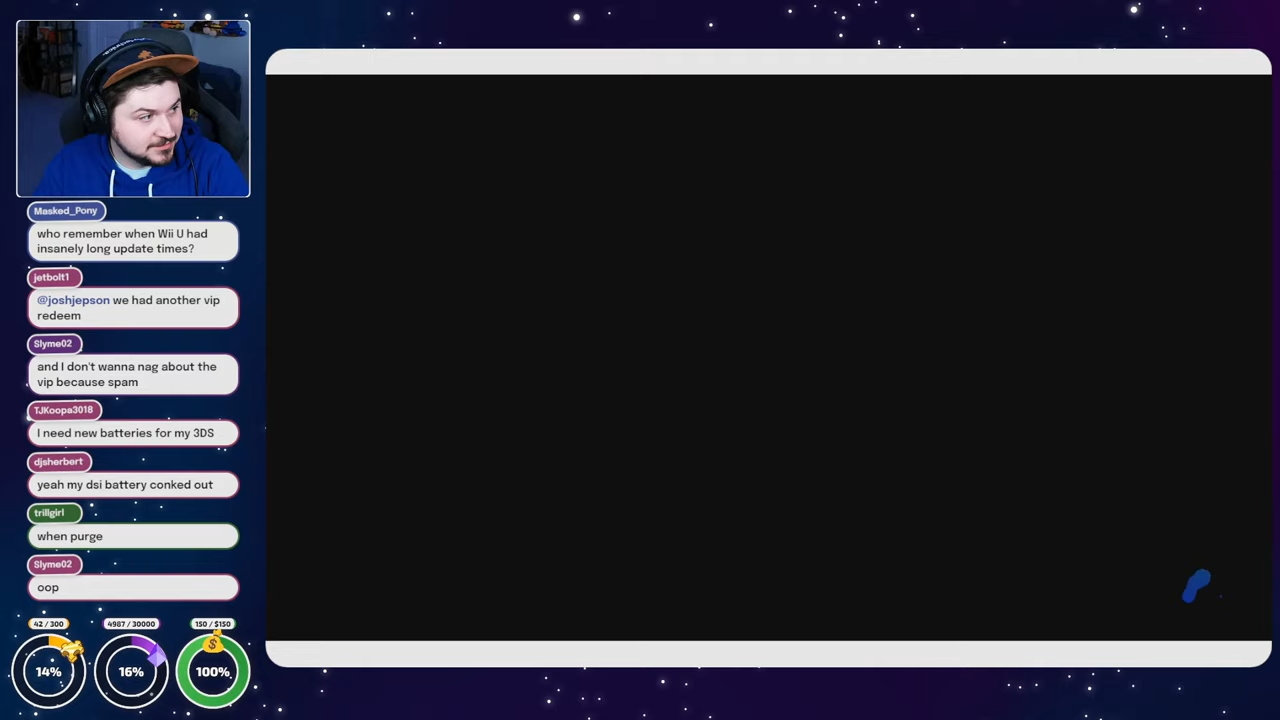 Masked_Pony
who remember when Wii U had
insanely long update times?
jetbolt1
@joshjepson we had another vip
redeem
Slyme02
and I don't wanna nag about the
vip because spam
TJKoopa3018
I need new batteries for my 3DS
djsherbert
yeah my dsi battery conked out
trillgirl
when purge
Slyme02
oop
42 / 300
4987 / 30000
150 / $150
14%
16%
100%